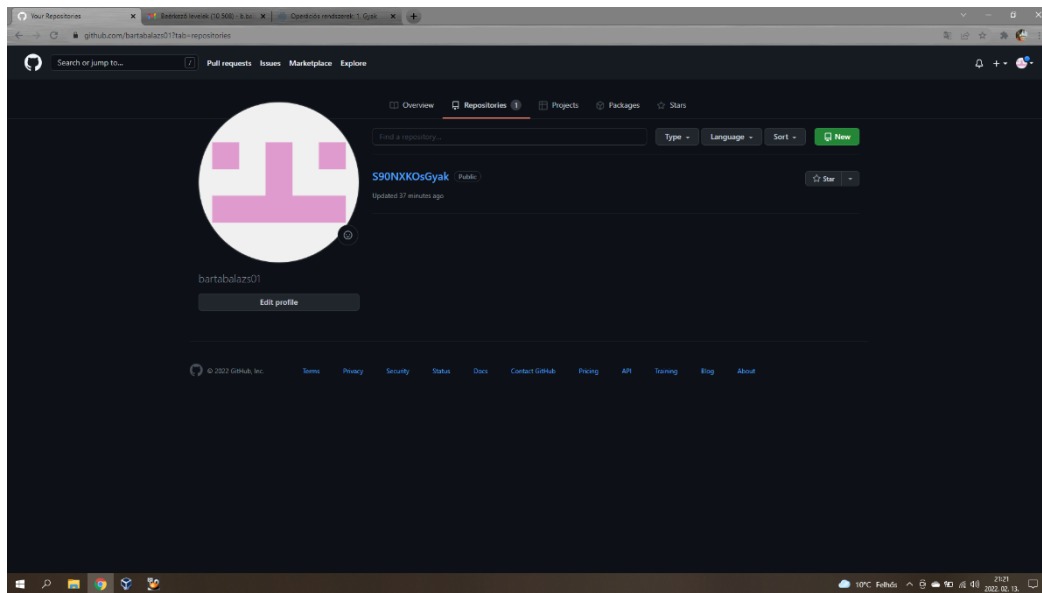 Your Repositories
Beérkező levelek (10 508) - b.ba
Operációs rendszerek: 1. Gyak
github.com/bartabalazs01?tab=repositories
Search or jump to... / Pull requests Issues Marketplace Explore
Overview Repositories 1 Projects Packages Stars
Find a repository... Type Language Sort New
S90NXKOsGyak Public Star
Updated 37 minutes ago
bartabalazs01
Edit profile
© 2022 GitHub, Inc. Terms Privacy Security Status Docs Contact GitHub Pricing API Training Blog About
10°C Felhős
21:21
2022. 02. 13.